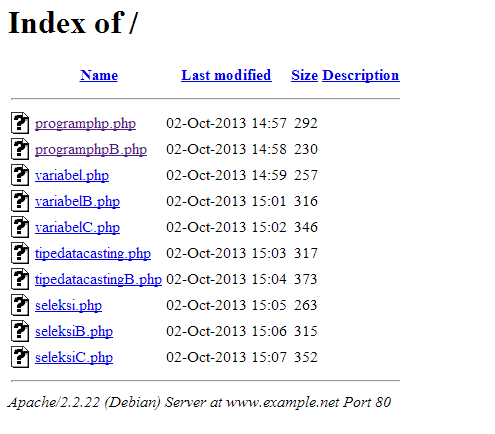 Index of /
Name Last modified Size Description
programphp.php 02-Oct-2013 14:57 292
programphpB.php 02-Oct-2013 14:58 230
variabel.php 02-Oct-2013 14:59 257
variabelB.php 02-Oct-2013 15:01 316
variabelC.php 02-Oct-2013 15:02 346
tipedatacasting.php 02-Oct-2013 15:03 317
tipedatacastingB.php 02-Oct-2013 15:04 373
seleksi.php 02-Oct-2013 15:05 263
seleksiB.php 02-Oct-2013 15:06 315
seleksiC.php 02-Oct-2013 15:07 352
Apache/2.2.22 (Debian) Server at www.example.net Port 80